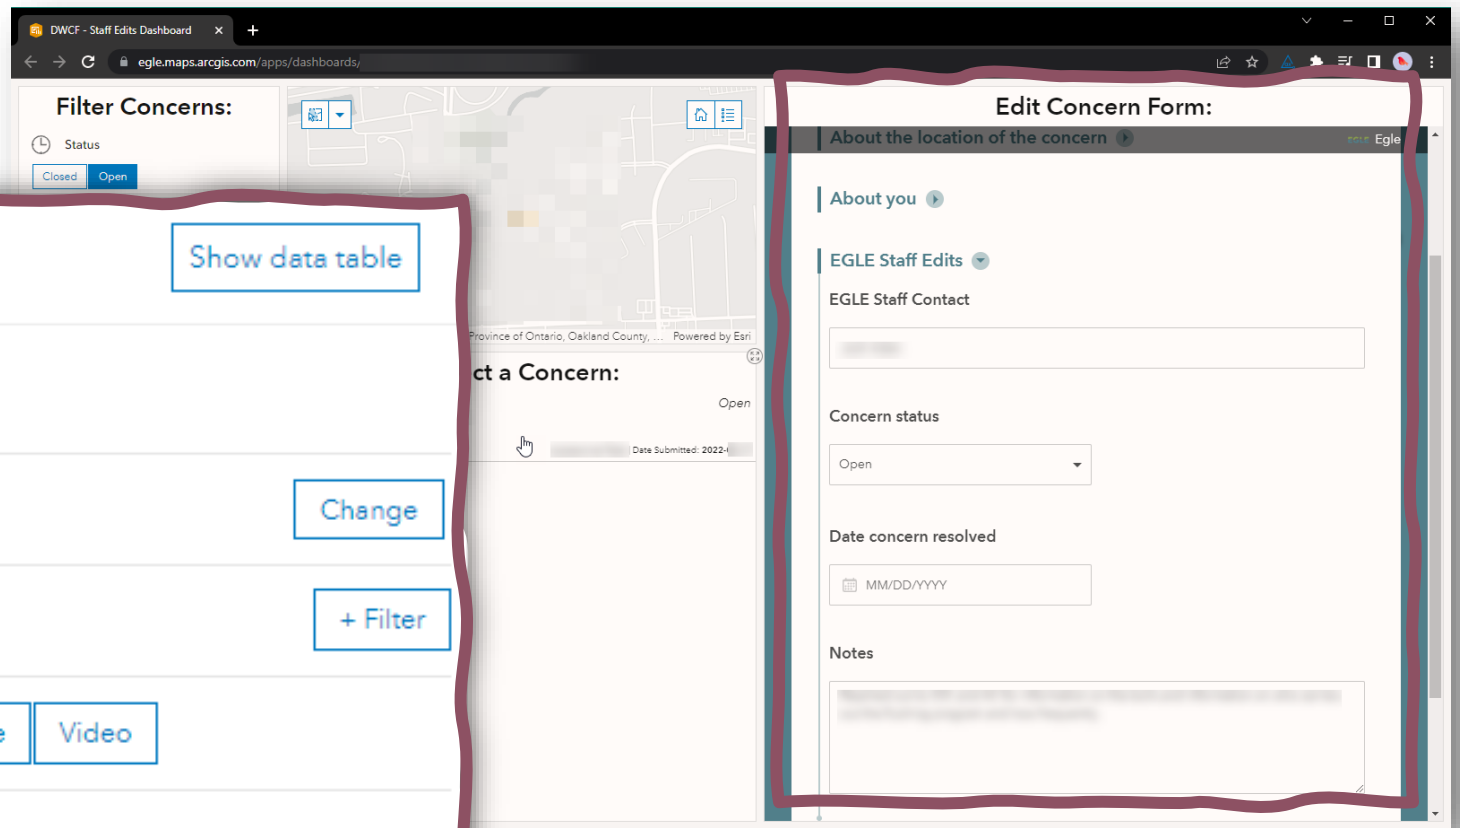 DWCF - Staff Edits Dashboard
egle.maps.arcgis.com/apps/dashboards/
Filter Concerns:
Status
Closed
Open
Show data table
Change
+ Filter
e
Video
Province of Ontario, Oakland County, ...
Powered by Esri
ct a Concern:
Open
Date Submitted: 2022-
Edit Concern Form:
About the location of the concern
EGLE
Egle
About you
EGLE Staff Edits
EGLE Staff Contact
Concern status
Open
Date concern resolved
MM/DD/YYYY
Notes